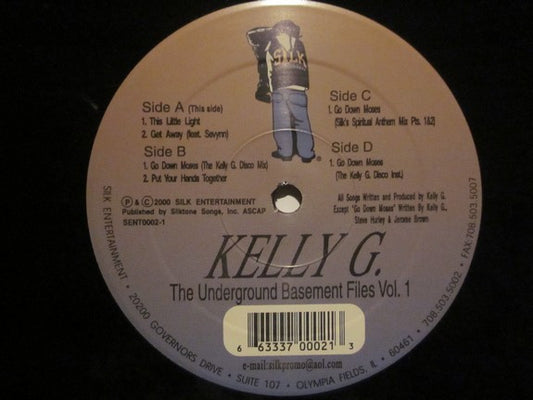 SILK
Side A (This side)
1. This Little Light
2. Get Away (feat. Sevynn)
Side B
1. Go Down Moses (The Kelly G. Disco Mix)
2. Put Your Hands Together
Side C
1. Go Down Moses
(Silk's Spiritual Anthem Mix Pts. 1&2)
Side D
1. Go Down Moses
(The Kelly G. Disco Inst.)
℗ & © 2000 SILK ENTERTAINMENT
Published by Silktone Songs, Inc. ASCAP
SENT0002-1
All Songs Written and Produced by Kelly G.
Except "Go Down Moses" Written By Kelly G.,
Steve Hurley & Jerome Brown.
®
KELLY G.
The Underground Basement Files Vol. 1
6 63337 00021 3
e-mail:silkpromo@aol.com
SILK ENTERTAINMENT • 20200 GOVERNORS DRIVE • SUITE 107 • OLYMPIA FIELDS, IL • 60461 • 708.503.5002 • FAX 708.503.5007